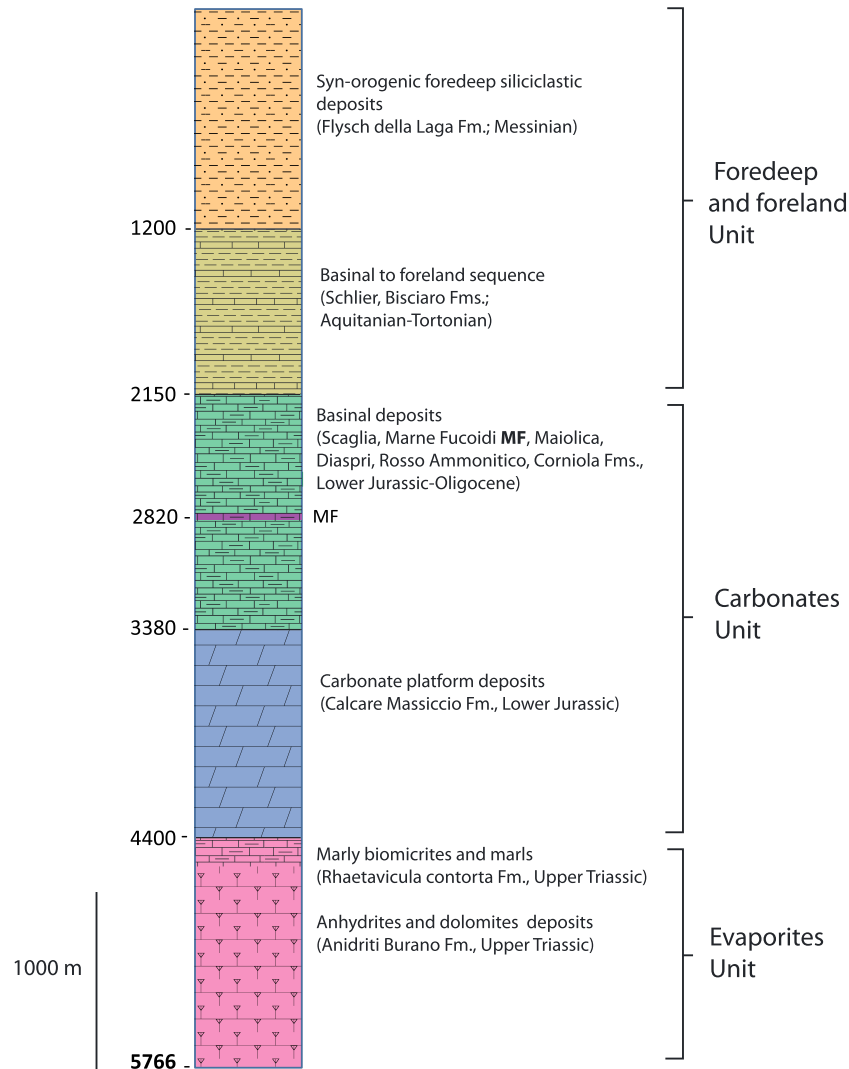 Syn-orogenic foredeep siliciclastic
deposits
(Flysch della Laga Fm.; Messinian)
Foredeep
and foreland
Unit
1200 -
Basinal to foreland sequence
(Schlier, Bisciaro Fms.;
Aquitanian-Tortonian)
2150 -
Basinal deposits
(Scaglia, Marne Fucoidi MF, Maiolica,
Diaspri, Rosso Ammonitico, Corniola Fms.,
Lower Jurassic-Oligocene)
2820 -
MF
Carbonates
Unit
3380 -
Carbonate platform deposits
(Calcare Massiccio Fm., Lower Jurassic)
4400 -
Marly biomicrites and marls
(Rhaetavicula contorta Fm., Upper Triassic)
Anhydrites and dolomites deposits
(Anidriti Burano Fm., Upper Triassic)
Evaporites
Unit
1000 m
5766 -